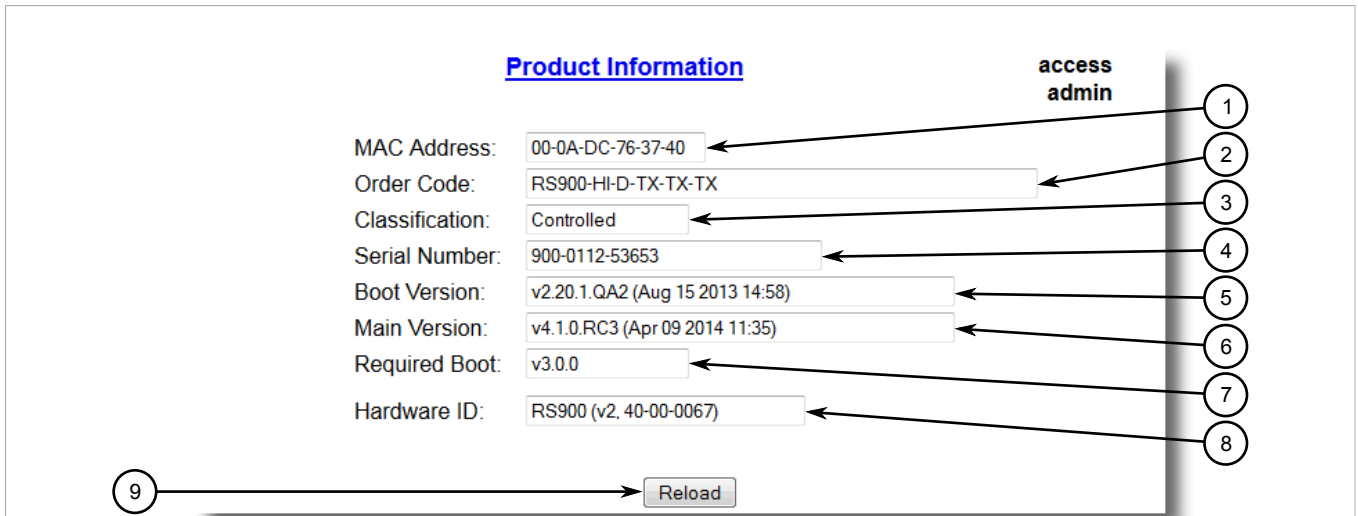 Product Information
access
admin
1
MAC Address: 00-0A-DC-76-37-40
2
Order Code: RS900-HI-D-TX-TX-TX
3
Classification: Controlled
4
Serial Number: 900-0112-53653
5
Boot Version: v2.20.1.QA2 (Aug 15 2013 14:58)
6
Main Version: v4.1.0.RC3 (Apr 09 2014 11:35)
7
Required Boot: v3.0.0
8
Hardware ID: RS900 (v2, 40-00-0067)
9
Reload